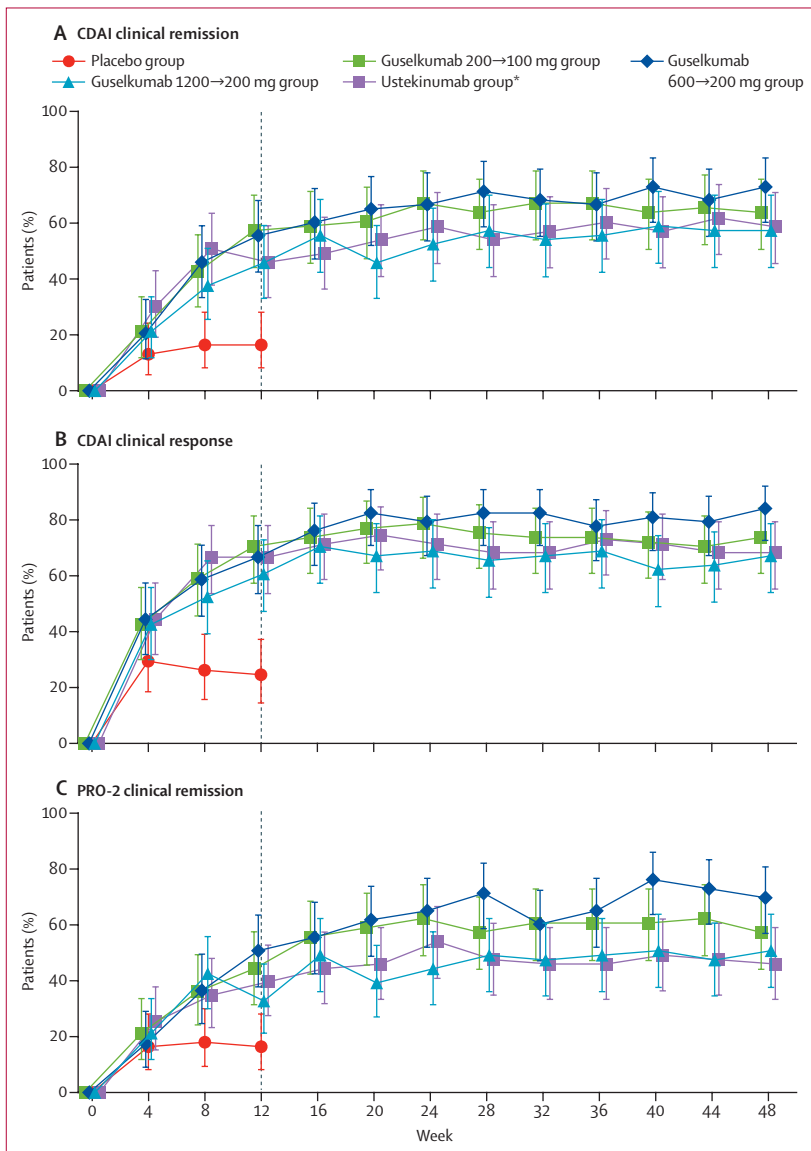 A CDAI clinical remission
Placebo group
Guselkumab 200→100 mg group
Guselkumab
600→200 mg group
Guselkumab 1200→200 mg group
Ustekinumab group*
100
80
60
40
20
0
Patients (%)
B CDAI clinical response
100
80
60
40
20
0
Patients (%)
C PRO-2 clinical remission
100
80
60
40
20
0
Patients (%)
0 4 8 12 16 20 24 28 32 36 40 44 48
Week